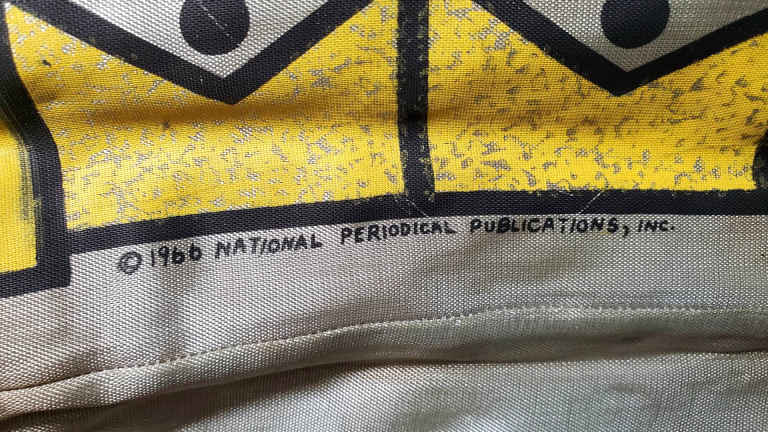 © 1966 NATIONAL PERIODICAL PUBLICATIONS, INC.